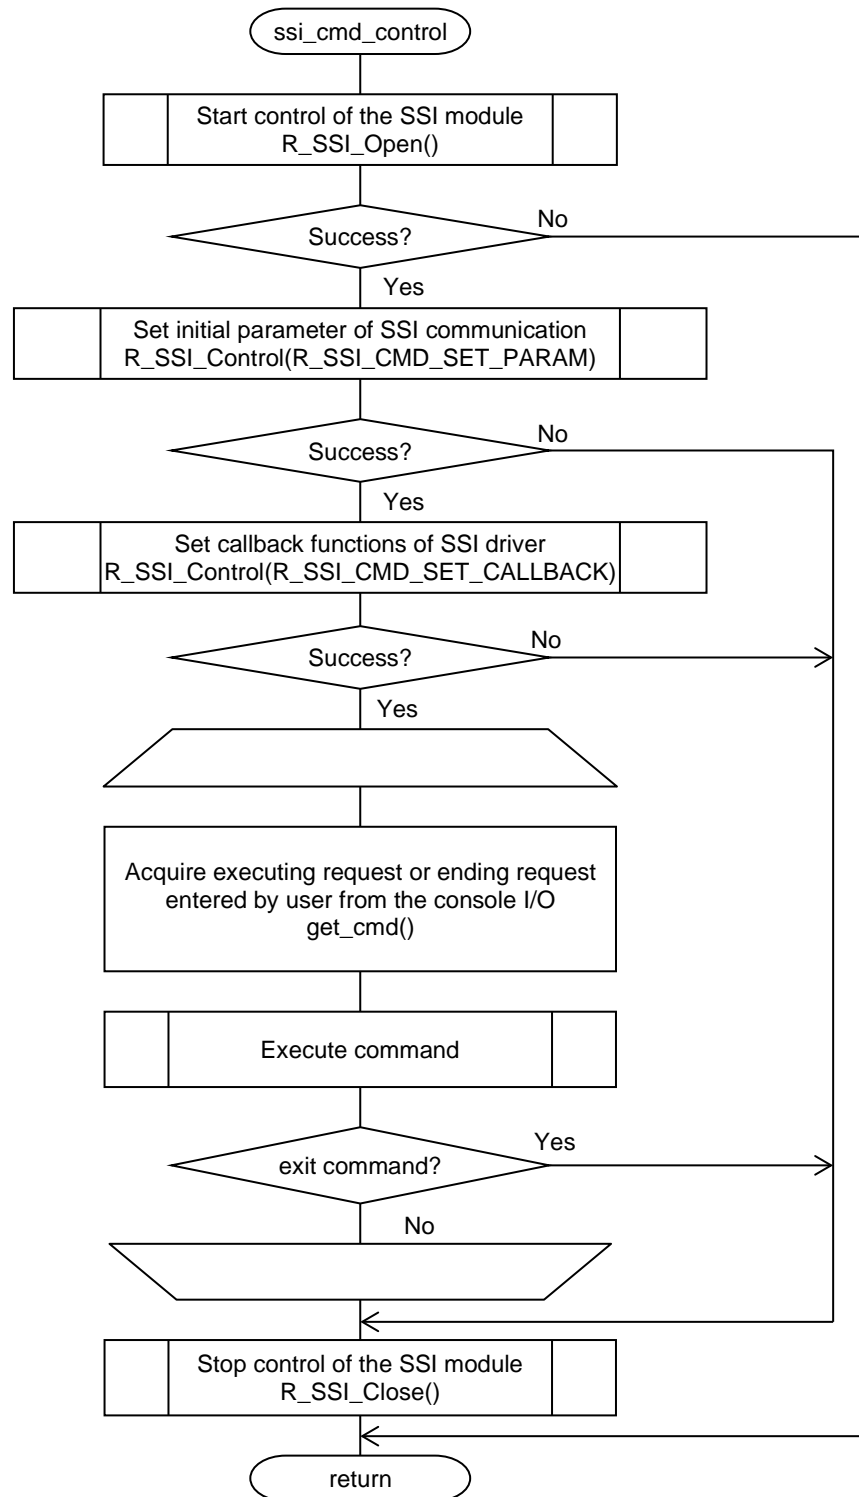 ssi_cmd_control
Start control of the SSI module
R_SSI_Open()
No
Success?
Yes
Set initial parameter of SSI communication
R_SSI_Control(R_SSI_CMD_SET_PARAM)
No
Success?
Yes
Set callback functions of SSI driver
R_SSI_Control(R_SSI_CMD_SET_CALLBACK)
No
Success?
Yes
Acquire executing request or ending request
entered by user from the console I/O
get_cmd()
Execute command
Yes
exit command?
No
Stop control of the SSI module
R_SSI_Close()
return